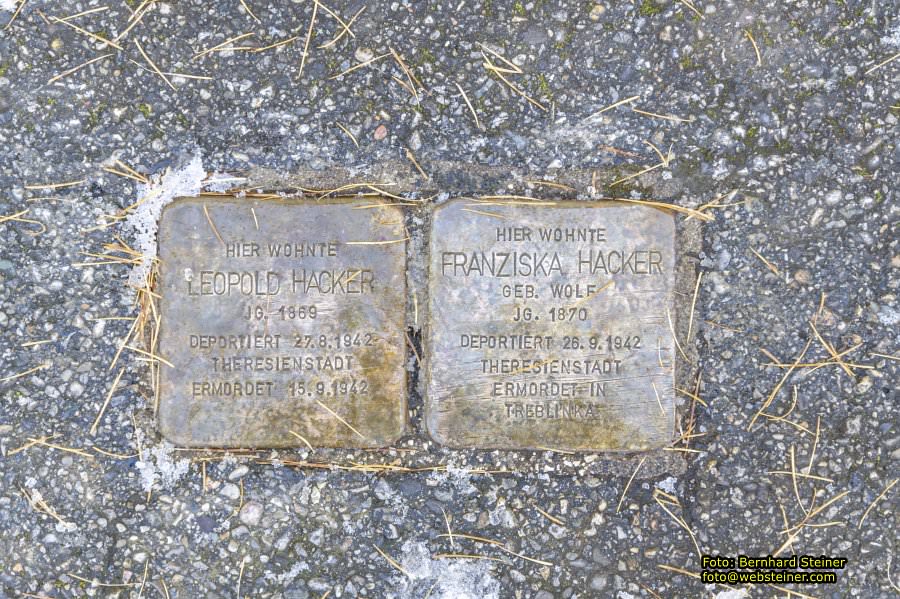 HIER WOHNTE
LEOPOLD HACKER
JG. 1869
DEPORTIERT 27.8.1942
THERESIENSTADT
ERMORDET 15.9.1942
HIER WOHNTE
FRANZISKA HACKER
GEB. WOLF
JG. 1870
DEPORTIERT 26.9.1942
THERESIENSTADT
ERMORDET IN
TREBLINKA
Foto: Bernhard Steiner
foto@websteiner.com